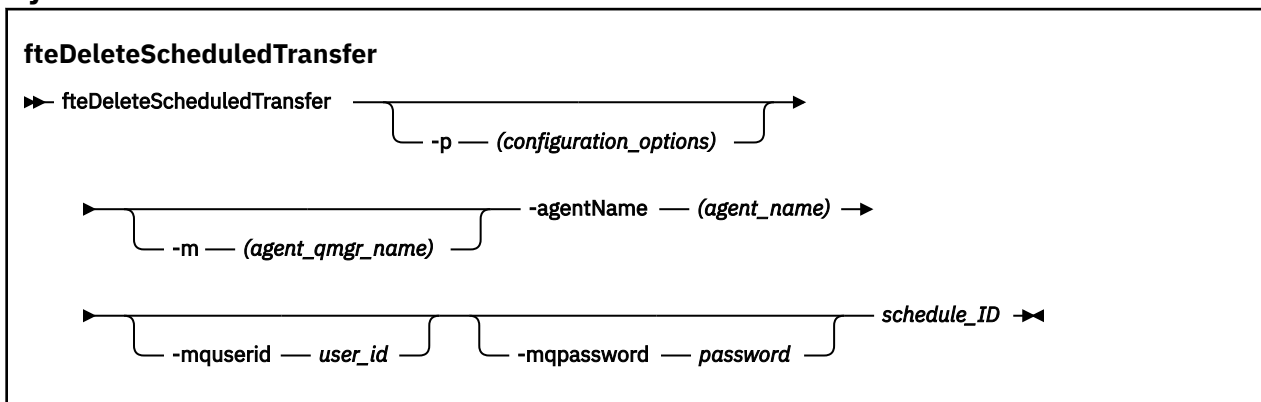 fteDeleteScheduledTransfer
fteDeleteScheduledTransfer
-p (configuration_options)
-agentName (agent_name)
-m (agent_qmgr_name)
schedule_ID
-mquserid user_id -mqpassword password